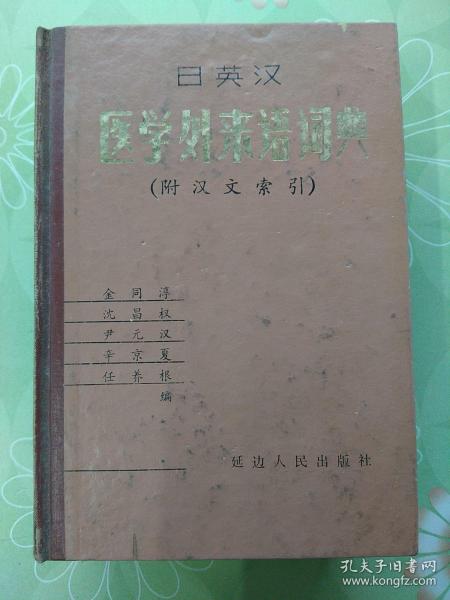 日英汉
医学外来语词典
(附汉文索引)
金同淳
沈昌权
尹元汉
辛京夏
任养根
编
延边人民出版社
孔夫子旧书网
www.kongfz.com